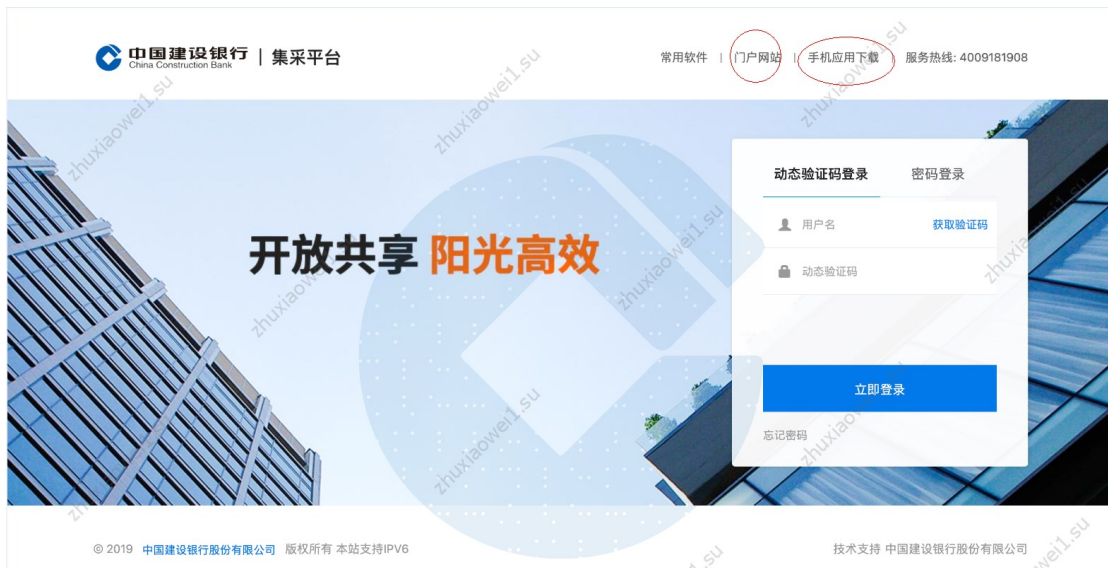 中国建设银行 | 集采平台
China Construction Bank
常用软件 | 门户网站 | 手机应用下载 | 服务热线: 4009181908
动态验证码登录 密码登录
用户名 获取验证码
动态验证码
开放共享 阳光高效
立即登录
忘记密码
© 2019 中国建设银行股份有限公司 版权所有 本站支持IPV6
技术支持 中国建设银行股份有限公司
zhuxiaowei1.su